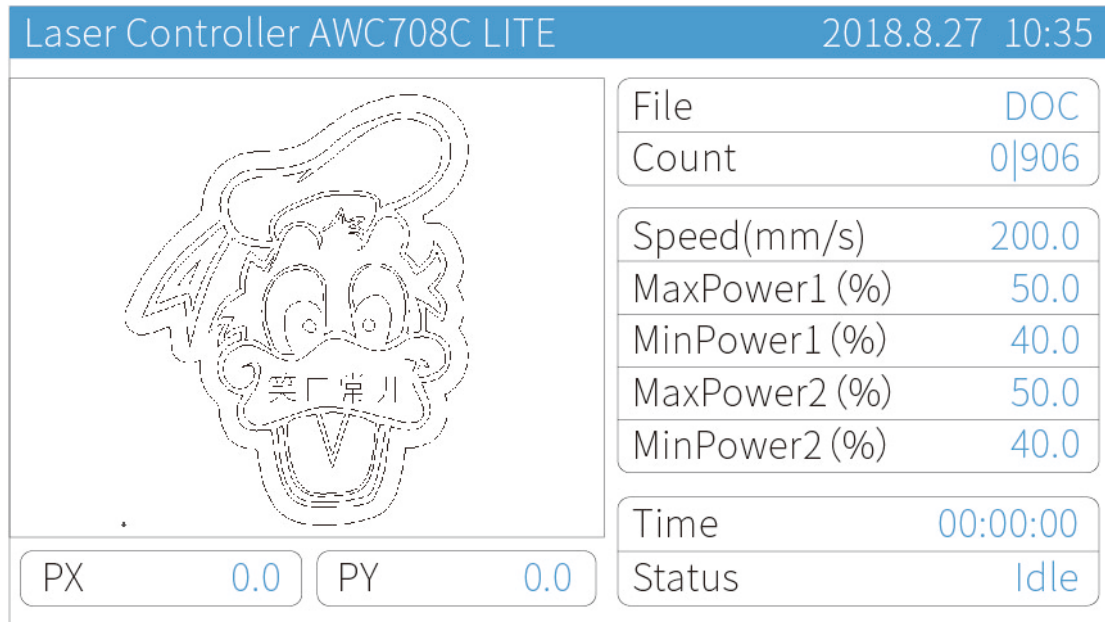 Laser Controller AWC708C LITE 2018.8.27 10:35
File DOC
Count 0|906
Speed(mm/s) 200.0
MaxPower1(%) 50.0
MinPower1(%) 40.0
MaxPower2(%) 50.0
MinPower2(%) 40.0
Time 00:00:00
Status Idle
PX 0.0 PY 0.0
笑 常